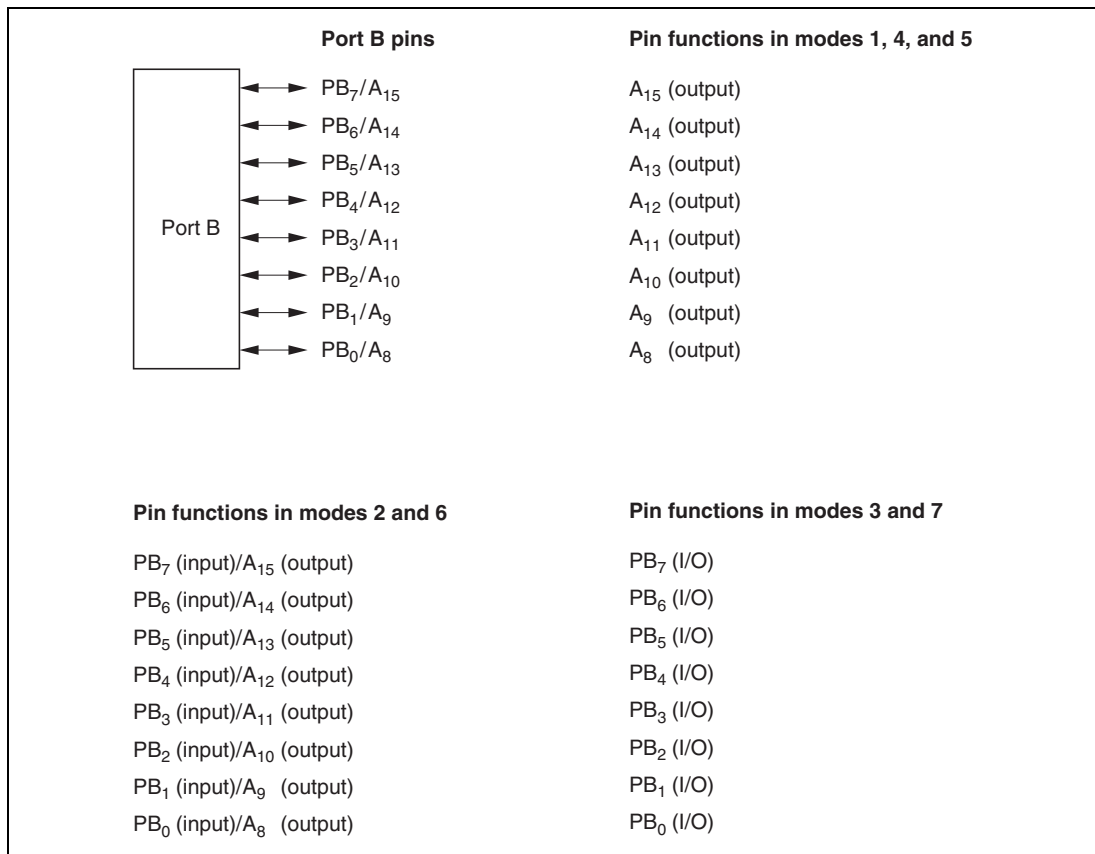 Port B pins
Pin functions in modes 1, 4, and 5
PB7/A15
A15 (output)
PB6/A14
A14 (output)
PB5/A13
A13 (output)
PB4/A12
A12 (output)
Port B
PB3/A11
A11 (output)
PB2/A10
A10 (output)
PB1/A9
A9 (output)
PB0/A8
A8 (output)
Pin functions in modes 2 and 6
PB7 (input)/A15 (output)
PB6 (input)/A14 (output)
PB5 (input)/A13 (output)
PB4 (input)/A12 (output)
PB3 (input)/A11 (output)
PB2 (input)/A10 (output)
PB1 (input)/A9 (output)
PB0 (input)/A8 (output)
Pin functions in modes 3 and 7
PB7 (I/O)
PB6 (I/O)
PB5 (I/O)
PB4 (I/O)
PB3 (I/O)
PB2 (I/O)
PB1 (I/O)
PB0 (I/O)